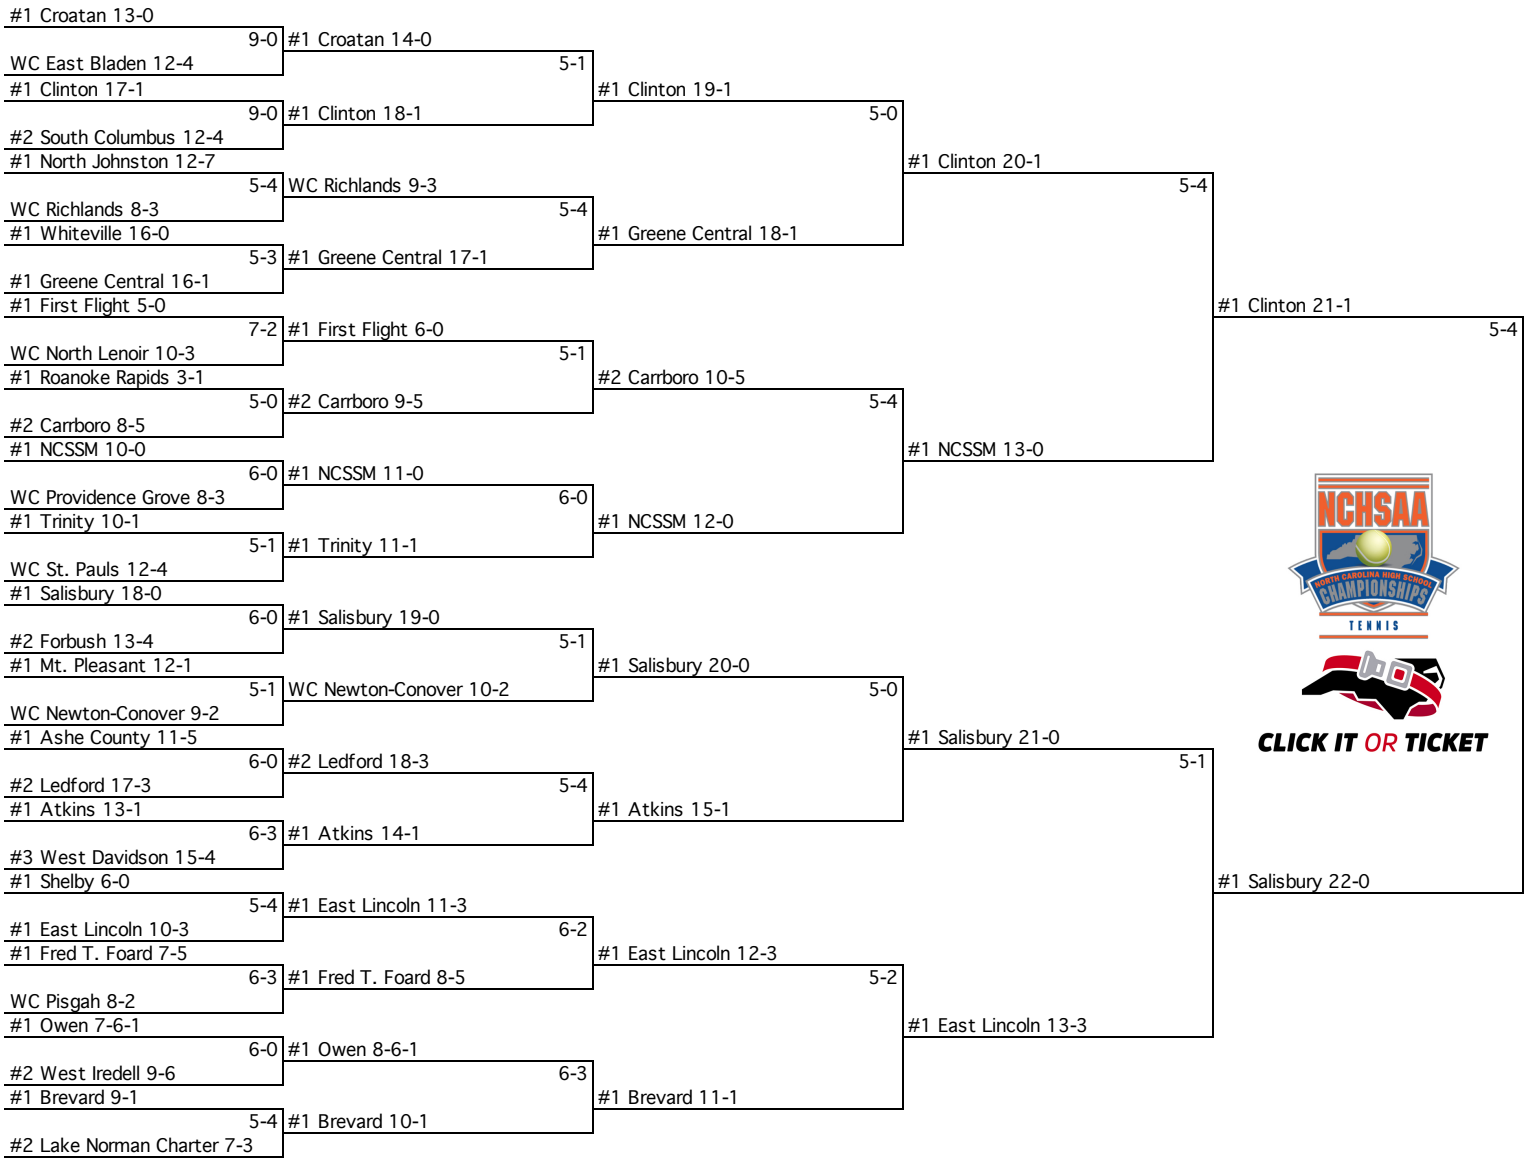 #1 Croatan 13-0
9-0
#1 Croatan 14-0
WC East Bladen 12-4
5-1
#1 Clinton 17-1
#1 Clinton 19-1
9-0
#1 Clinton 18-1
5-0
#2 South Columbus 12-4
#1 North Johnston 12-7
#1 Clinton 20-1
5-4
WC Richlands 9-3
5-4
WC Richlands 8-3
5-4
#1 Whiteville 16-0
#1 Greene Central 18-1
5-3
#1 Greene Central 17-1
#1 Greene Central 16-1
#1 First Flight 5-0
#1 Clinton 21-1
7-2
#1 First Flight 6-0
5-4
WC North Lenoir 10-3
5-1
#1 Roanoke Rapids 3-1
#2 Carrboro 10-5
5-0
#2 Carrboro 9-5
5-4
#2 Carrboro 8-5
#1 NCSSM 10-0
#1 NCSSM 13-0
6-0
#1 NCSSM 11-0
WC Providence Grove 8-3
6-0
#1 Trinity 10-1
#1 NCSSM 12-0
5-1
#1 Trinity 11-1
WC St. Pauls 12-4
NCHSAA
NORTH CAROLINA HIGH SCHOOL
CHAMPIONSHIPS
TENNIS
#1 Salisbury 18-0
6-0
#1 Salisbury 19-0
#2 Forbush 13-4
5-1
#1 Mt. Pleasant 12-1
#1 Salisbury 20-0
5-1
WC Newton-Conover 10-2
5-0
WC Newton-Conover 9-2
#1 Ashe County 11-5
#1 Salisbury 21-0
CLICK IT OR TICKET
6-0
#2 Ledford 18-3
5-1
#2 Ledford 17-3
5-4
#1 Atkins 13-1
#1 Atkins 15-1
6-3
#1 Atkins 14-1
#3 West Davidson 15-4
#1 Shelby 6-0
#1 Salisbury 22-0
5-4
#1 East Lincoln 11-3
#1 East Lincoln 10-3
6-2
#1 Fred T. Foard 7-5
#1 East Lincoln 12-3
6-3
#1 Fred T. Foard 8-5
5-2
WC Pisgah 8-2
#1 Owen 7-6-1
#1 East Lincoln 13-3
6-0
#1 Owen 8-6-1
#2 West Iredell 9-6
6-3
#1 Brevard 9-1
#1 Brevard 11-1
5-4
#1 Brevard 10-1
#2 Lake Norman Charter 7-3